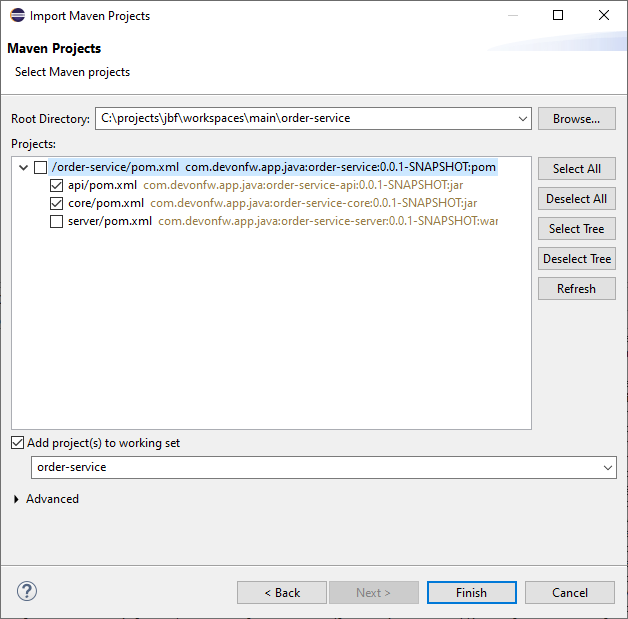 Import Maven Projects
Maven Projects
Select Maven projects
Root Directory: C:\projects\jbf\workspaces\main\order-service Browse...
Projects:
/order-service/pom.xml com.devonfw.app.java:order-service:0.0.1-SNAPSHOT:pom Select All
api/pom.xml com.devonfw.app.java:order-service-api:0.0.1-SNAPSHOT:jar
core/pom.xml com.devonfw.app.java:order-service-core:0.0.1-SNAPSHOT:jar Deselect All
server/pom.xml com.devonfw.app.java:order-service-server:0.0.1-SNAPSHOT:war Select Tree
Deselect Tree
Refresh
Add project(s) to working set
order-service
Advanced
? < Back Next > Finish Cancel